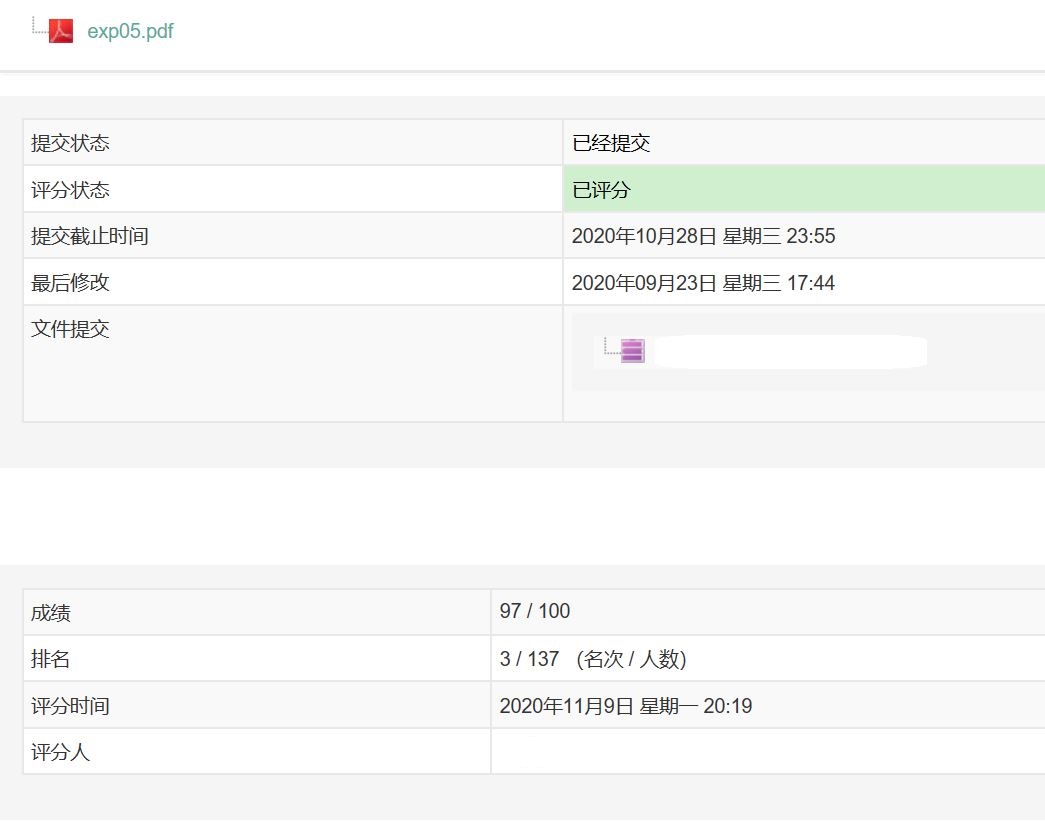 exp05.pdf
提交状态 已经提交
评分状态 已评分
提交截止时间 2020年10月28日 星期三 23:55
最后修改 2020年09月23日 星期三 17:44
文件提交
成绩 97 / 100
排名 3 / 137 (名次 / 人数)
评分时间 2020年11月9日 星期一 20:19
评分人